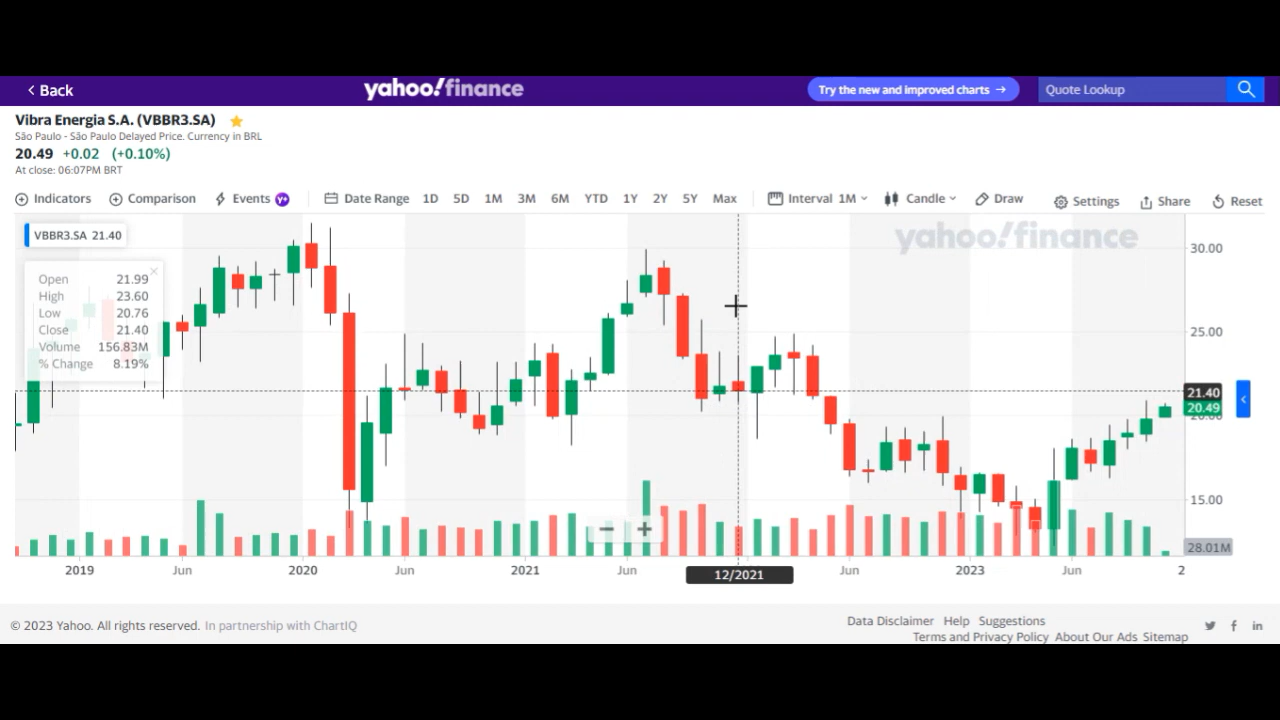 Back
yahoo!finance
Try the new and improved charts →
Quote Lookup
Vibra Energia S.A. (VBBR3.SA)
São Paulo - São Paulo Delayed Price. Currency in BRL
20.49 +0.02 (+0.10%)
At close: 06:07PM BRT
Indicators Comparison Events y+ Date Range 1D 5D 1M 3M 6M YTD 1Y 2Y 5Y Max Interval 1M Candle Draw Settings Share Reset
VBBR3.SA 21.40
yahoo!finance
Open 21.99
High 23.60
Low 20.76
Close 21.40
Volume 156.83M
% Change 8.19%
30.00
25.00
21.40
20.49
20.00
15.00
28.01M
2019 Jun 2020 Jun 2021 Jun 12/2021 Jun 2023 Jun 2
© 2023 Yahoo. All rights reserved. In partnership with ChartIQ
Data Disclaimer Help Suggestions
Terms and Privacy Policy About Our Ads Sitemap